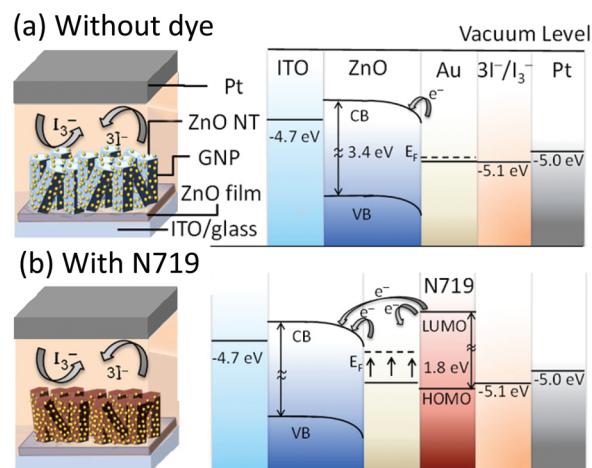 (a) Without dye
Vacuum Level
ITO ZnO Au 3I⁻/I₃⁻ Pt
Pt
I₃⁻ 3I⁻
ZnO NT
GNP
ZnO film
ITO/glass
e⁻
CB
-4.7 eV
3.4 eV
E_F
-5.0 eV
-5.1 eV
VB
(b) With N719
N719
e⁻
e⁻ e⁻
CB
LUMO
I₃⁻ 3I⁻
-4.7 eV
E_F
1.8 eV
-5.0 eV
HOMO
-5.1 eV
VB